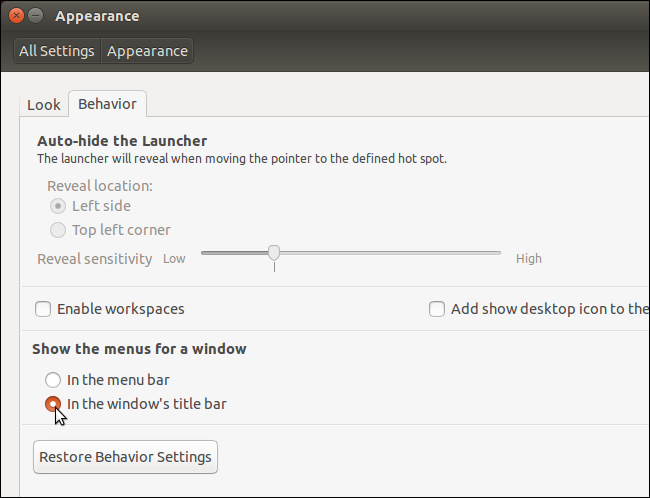 Appearance
All Settings Appearance
Look Behavior
Auto-hide the Launcher
The launcher will reveal when moving the pointer to the defined hot spot.
Reveal location:
Left side
Top left corner
Reveal sensitivity Low High
Enable workspaces Add show desktop icon to the
Show the menus for a window
In the menu bar
In the window's title bar
Restore Behavior Settings